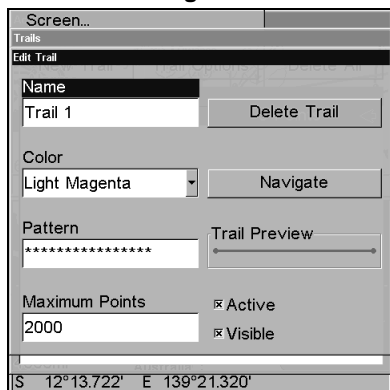 Screen...
Trails
Edit Trail
Name
Trail 1
Delete Trail
Color
Light Magenta
Navigate
Pattern
****************
Trail Preview
Maximum Points
2000
Active
Visible
S 12°13.722' E 139°21.320'